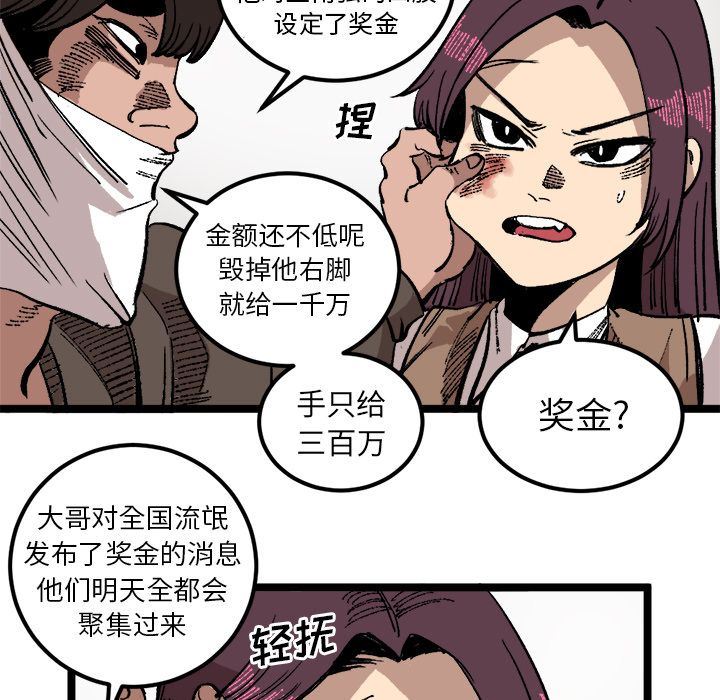 设定了奖金
捏
金额还不低呢
毁掉他右脚
就给一千万
手只给
三百万
奖金?
大哥对全国流氓
发布了奖金的消息
他们明天全都会
聚集过来
轻抚